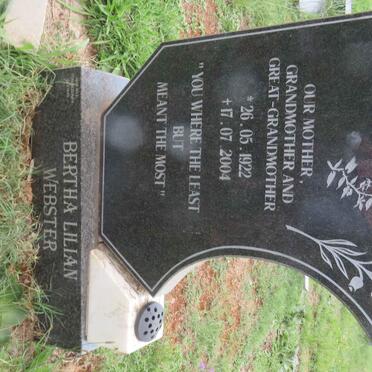 OUR MOTHER,
GRANDMOTHER AND
GREAT-GRANDMOTHER
* 26 . 05 . 1922
+ 17 . 07 . 2004
"YOU WHERE THE LEAST
BUT
MEANT THE MOST"
BERTHA LILIAN
WEBSTER